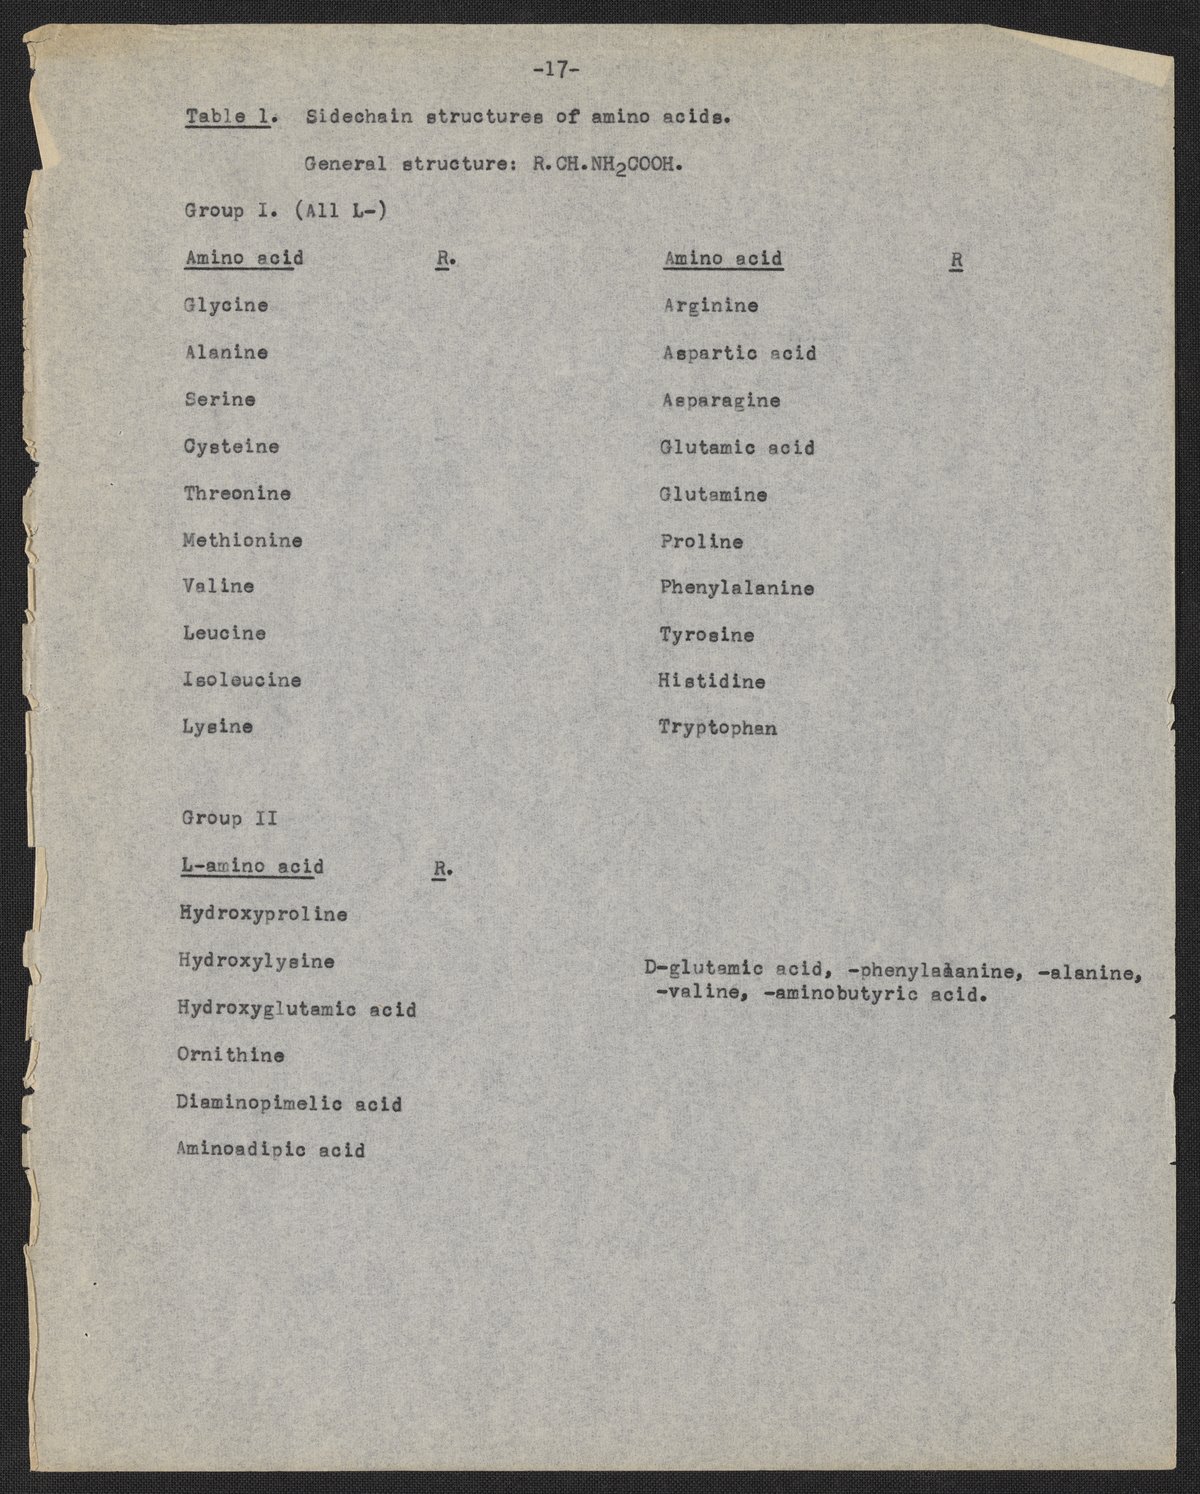 -17-
Table 1. Sidechain structures of amino acids.
General structure: R.CH.NH₂COOH.
Group I. (All L-)
Amino acid R. Amino acid R
Glycine Arginine
Alanine Aspartic acid
Serine Asparagine
Cysteine Glutamic acid
Threonine Glutamine
Methionine Proline
Valine Phenylalanine
Leucine Tyrosine
Isoleucine Histidine
Lysine Tryptophan
Group II
L-amino acid R.
Hydroxyproline
Hydroxylysine
D-glutamic acid, -phenylalanine, -alanine,
-valine, -aminobutyric acid.
Hydroxyglutamic acid
Ornithine
Diaminopimelic acid
Aminoadipic acid